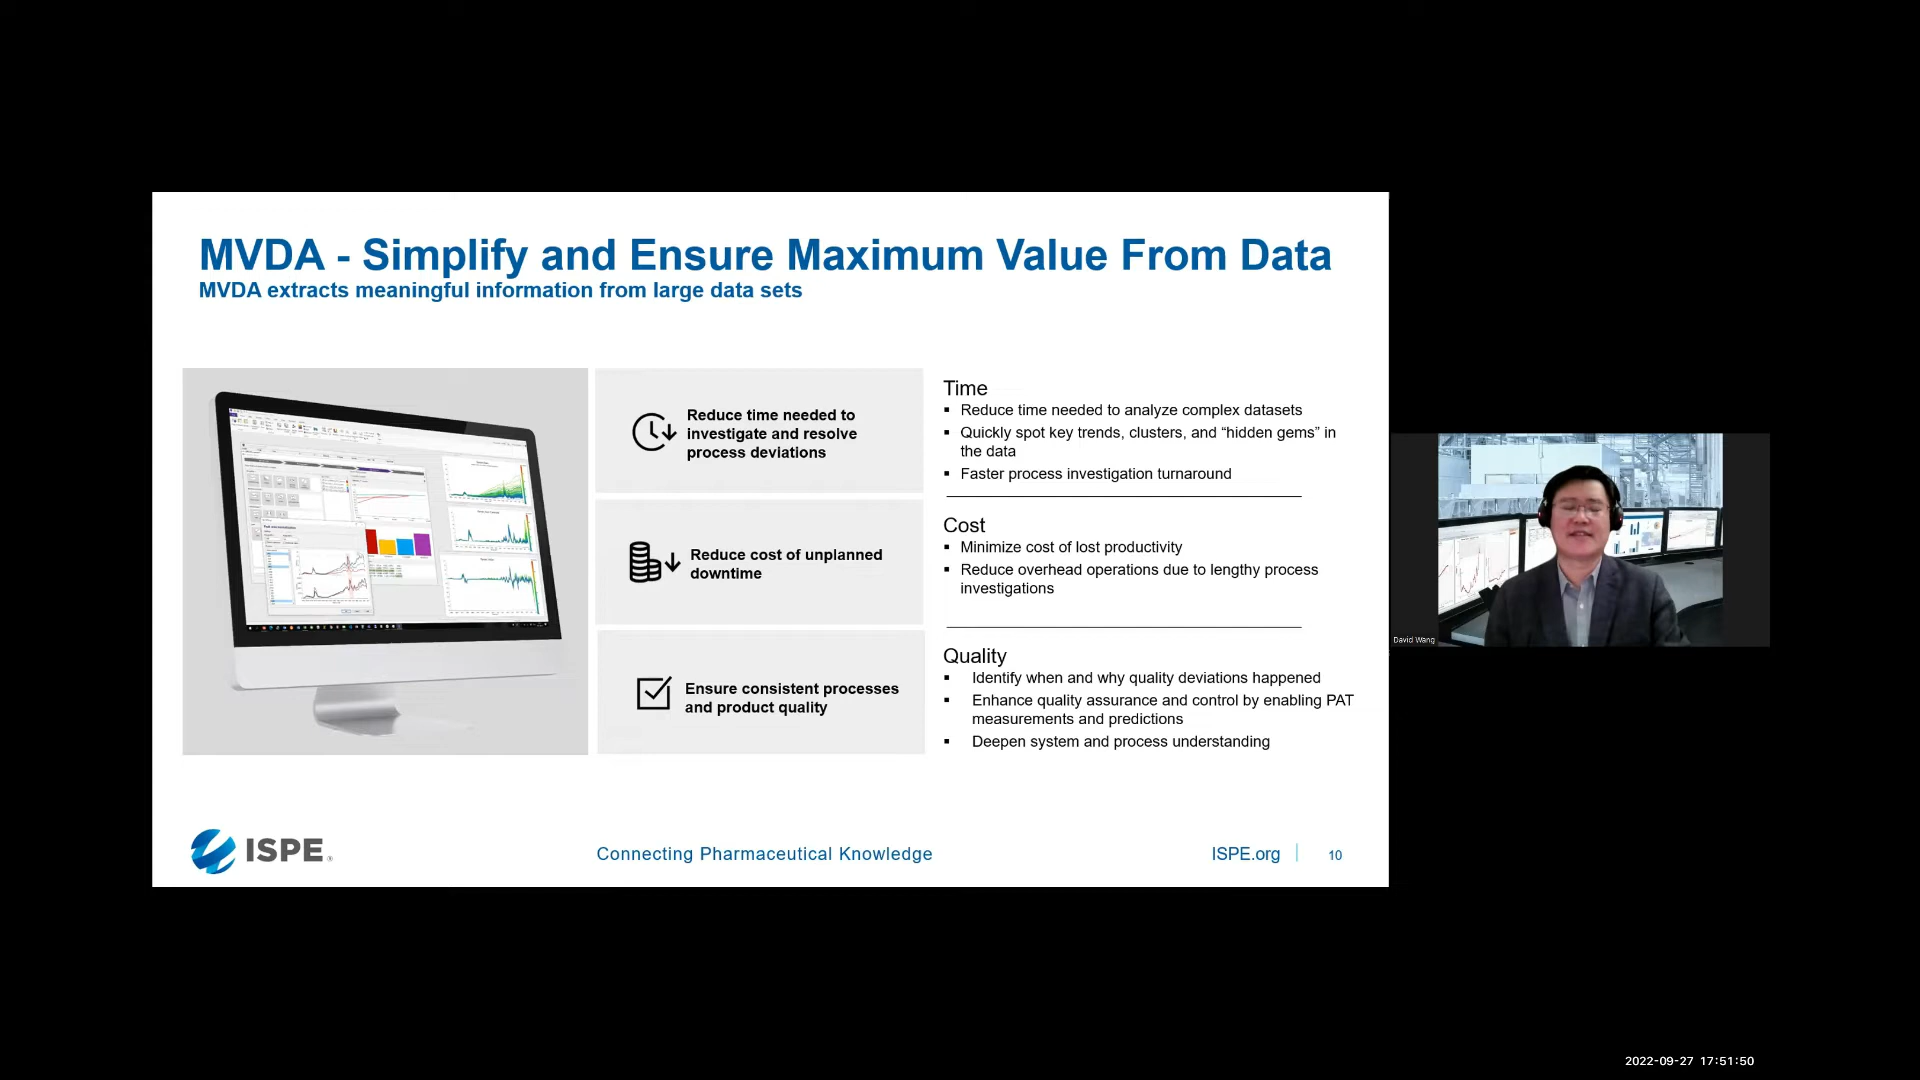 MVDA - Simplify and Ensure Maximum Value From Data
MVDA extracts meaningful information from large data sets
Reduce time needed to
investigate and resolve
process deviations
Reduce cost of unplanned
downtime
Ensure consistent processes
and product quality
Time
▪ Reduce time needed to analyze complex datasets
▪ Quickly spot key trends, clusters, and “hidden gems” in
the data
▪ Faster process investigation turnaround
Cost
▪ Minimize cost of lost productivity
▪ Reduce overhead operations due to lengthy process
investigations
Quality
▪ Identify when and why quality deviations happened
▪ Enhance quality assurance and control by enabling PAT
measurements and predictions
▪ Deepen system and process understanding
David Wang
ISPE®
Connecting Pharmaceutical Knowledge
ISPE.org | 10
2022-09-27 17:51:50